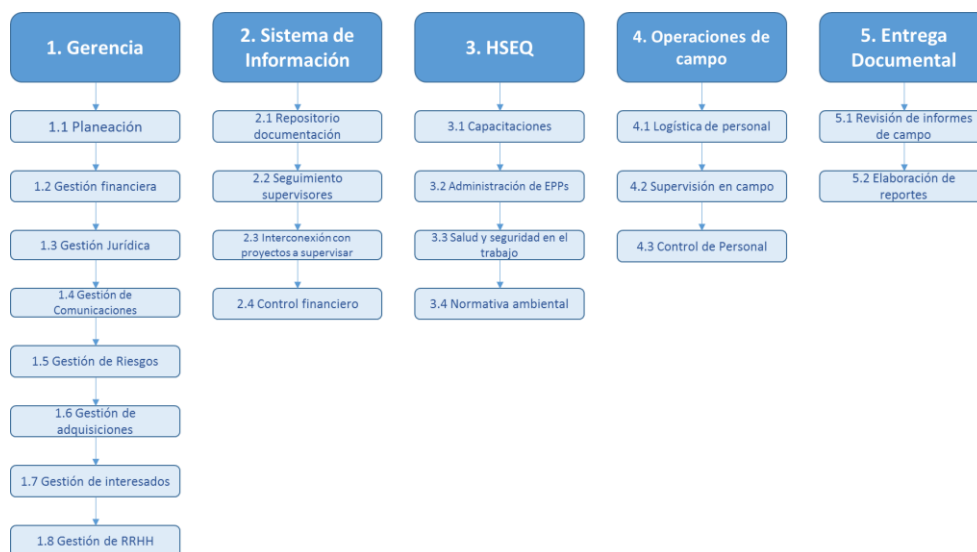 1. Gerencia
1.1 Planeación
1.2 Gestión financiera
1.3 Gestión Jurídica
1.4 Gestión de
Comunicaciones
1.5 Gestión de Riesgos
1.6 Gestión de
adquisiciones
1.7 Gestión de interesados
1.8 Gestión de RRHH
2. Sistema de
Información
2.1 Repositorio
documentación
2.2 Seguimiento
supervisores
2.3 Interconexión con
proyectos a supervisar
2.4 Control financiero
3. HSEQ
3.1 Capacitaciones
3.2 Administración de EPPs
3.3 Salud y seguridad en el
trabajo
3.4 Normativa ambiental
4. Operaciones de
campo
4.1 Logística de personal
4.2 Supervisión en campo
4.3 Control de Personal
5. Entrega
Documental
5.1 Revisión de informes
de campo
5.2 Elaboración de
reportes